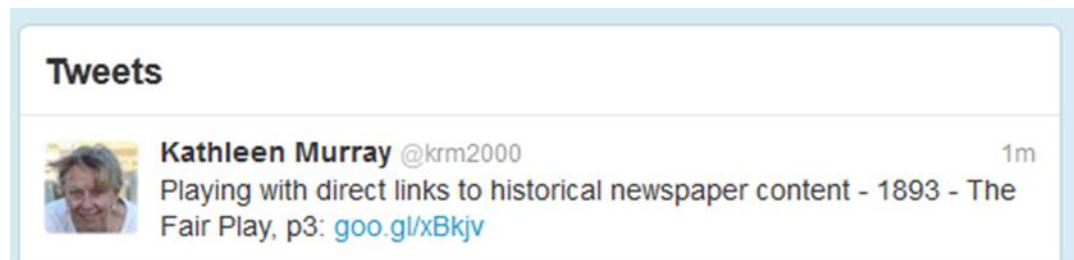 Tweets
Kathleen Murray @krm2000 1m
Playing with direct links to historical newspaper content - 1893 - The
Fair Play, p3: goo.gl/xBkjv